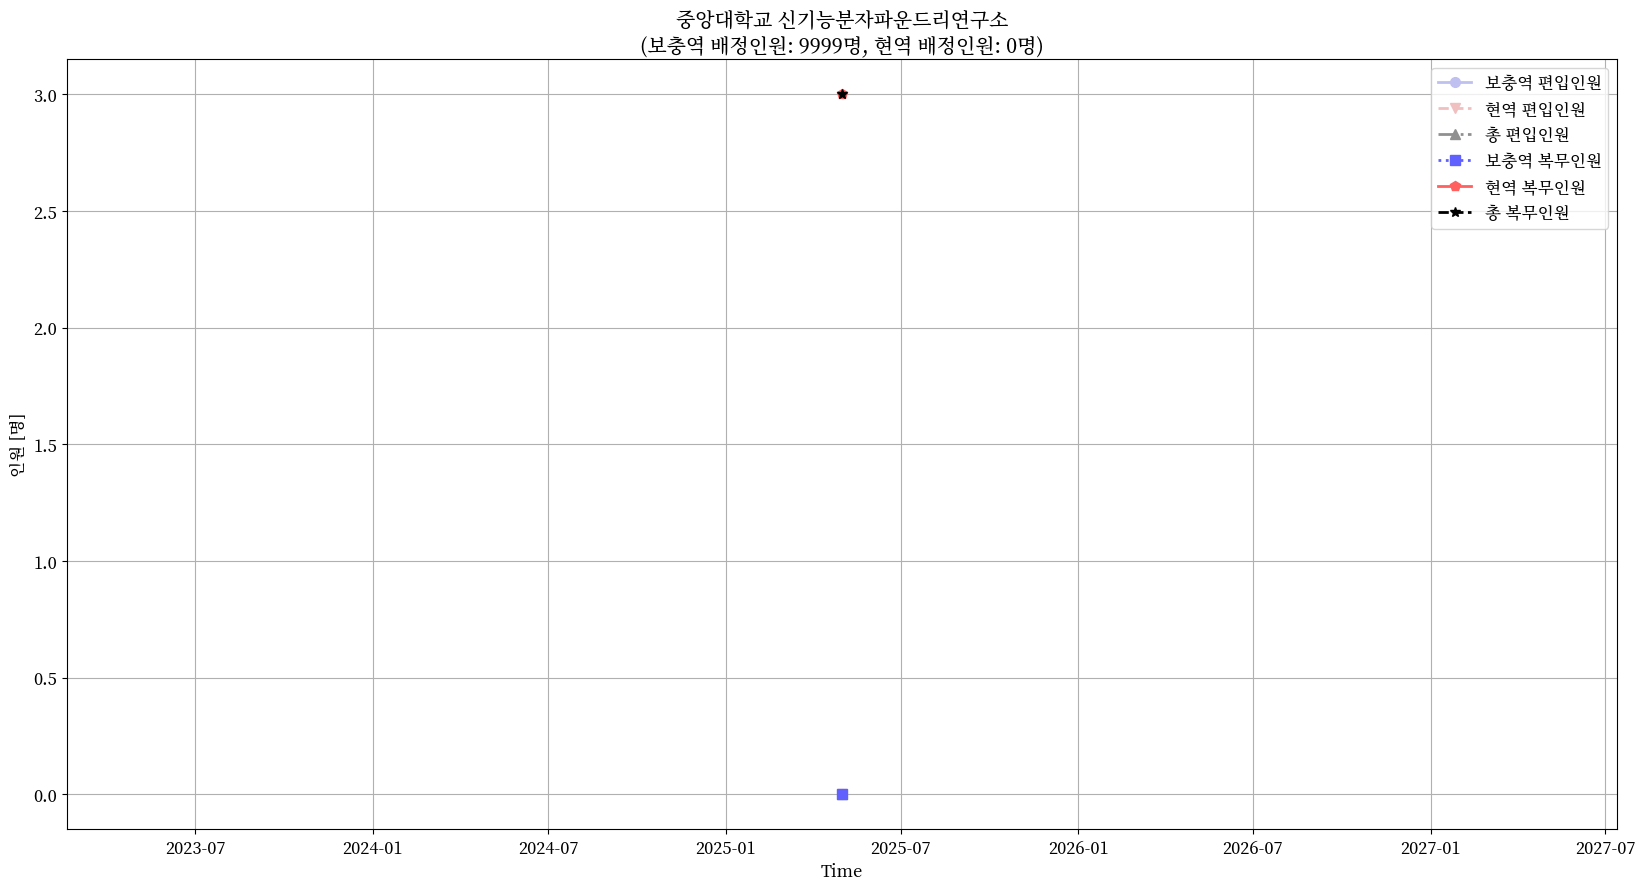 중앙대학교 신기능분자파운드리연구소
(보충역 배정인원: 9999명, 현역 배정인원: 0명)
보충역 편입인원
현역 편입인원
총 편입인원
보충역 복무인원
현역 복무인원
총 복무인원
3.0
2.5
2.0
1.5
1.0
0.5
0.0
인원 [명]
2023-07 2024-01 2024-07 2025-01 2025-07 2026-01 2026-07 2027-01 2027-07
Time